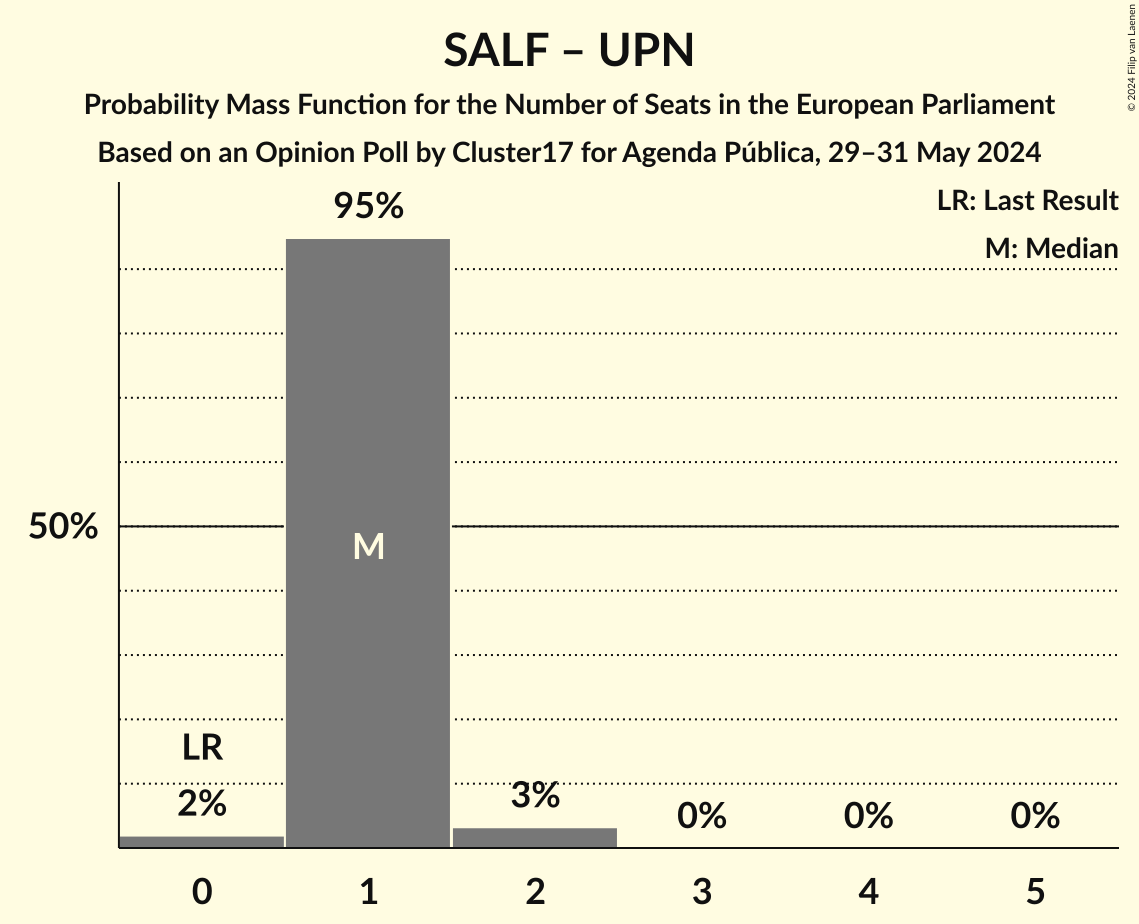 SALF – UPN
Probability Mass Function for the Number of Seats in the European Parliament
Based on an Opinion Poll by Cluster17 for Agenda Pública, 29–31 May 2024
© 2024 Filip van Laenen
LR: Last Result
M: Median
95%
50%
M
LR
2%
3%
0%
0%
0%
0
1
2
3
4
5